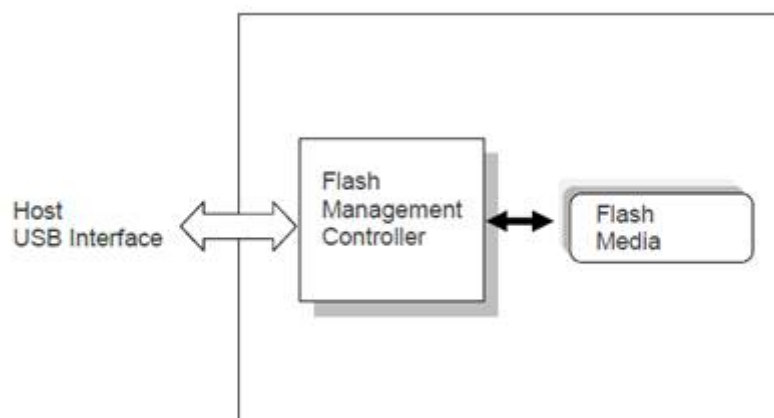 Host
USB Interface
Flash
Management
Controller
Flash
Media